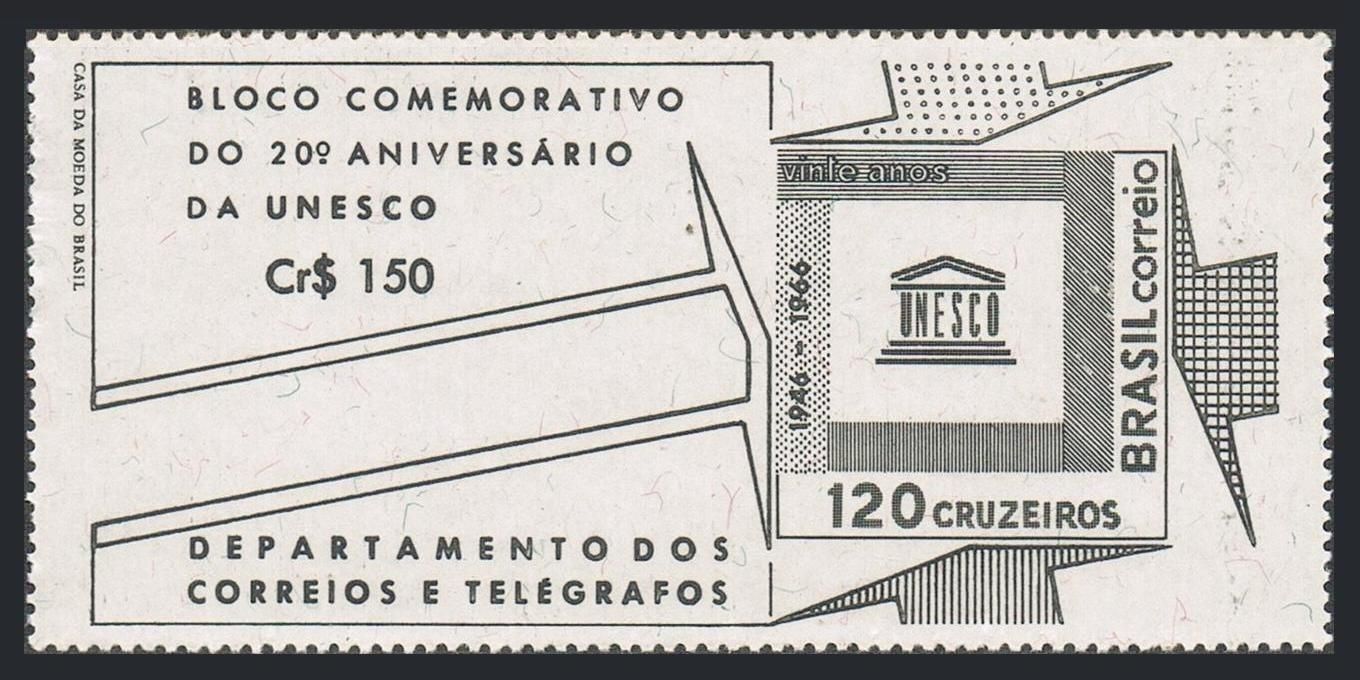 CASA DA MOEDA DO BRASIL
BLOCO COMEMORATIVO
DO 20º ANIVERSÁRIO
DA UNESCO
Cr$ 150
DEPARTAMENTO DOS
CORREIOS E TELÉGRAFOS
vinte anos
1946 - 1966
UNESCO
BRASIL correio
120 CRUZEIROS